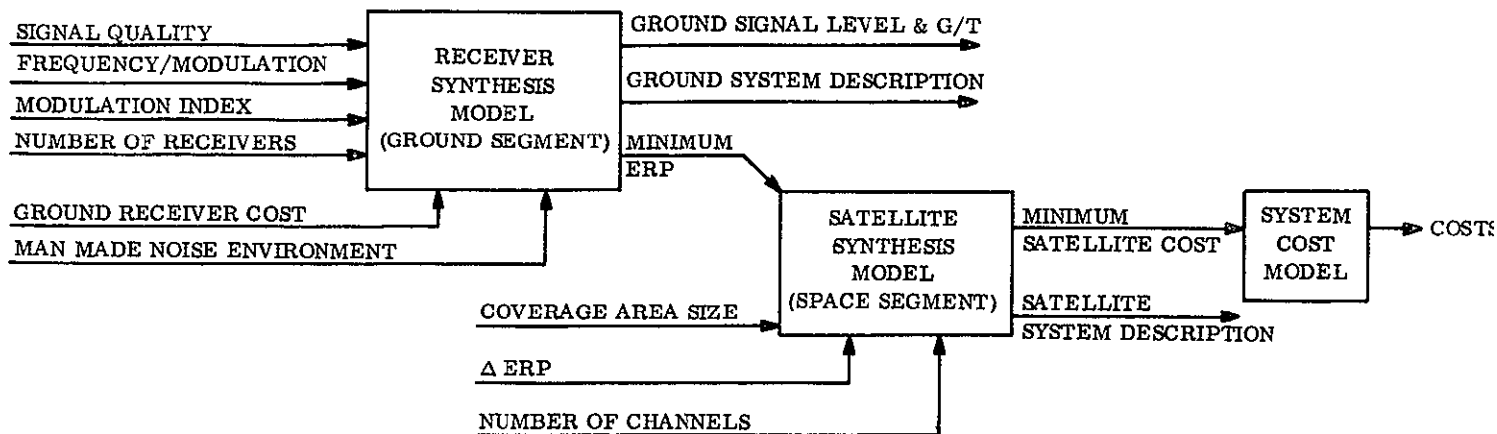 SIGNAL QUALITY
FREQUENCY/MODULATION
MODULATION INDEX
NUMBER OF RECEIVERS
GROUND RECEIVER COST
MAN MADE NOISE ENVIRONMENT
RECEIVER
SYNTHESIS
MODEL
(GROUND SEGMENT)
GROUND SIGNAL LEVEL & G/T
GROUND SYSTEM DESCRIPTION
MINIMUM
ERP
COVERAGE AREA SIZE
Δ ERP
NUMBER OF CHANNELS
SATELLITE
SYNTHESIS
MODEL
(SPACE SEGMENT)
MINIMUM
SATELLITE COST
SATELLITE
SYSTEM DESCRIPTION
SYSTEM
COST
MODEL
COSTS